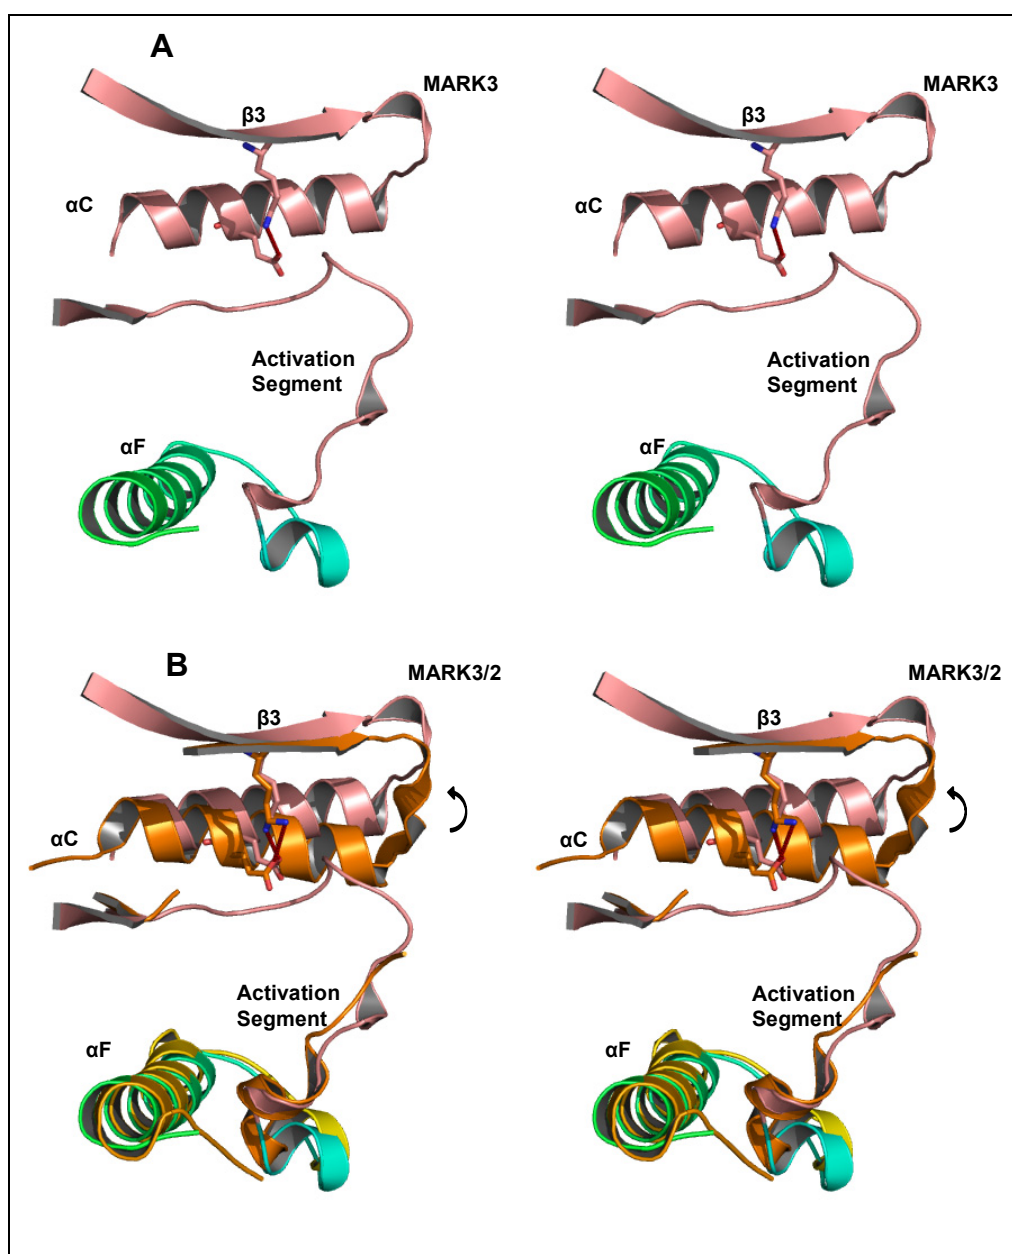 A
MARK3 MARK3
β3 β3
αC αC
Activation Activation
Segment Segment
αF αF
B
MARK3/2 MARK3/2
β3 β3
αC αC
Activation Activation
Segment Segment
αF αF